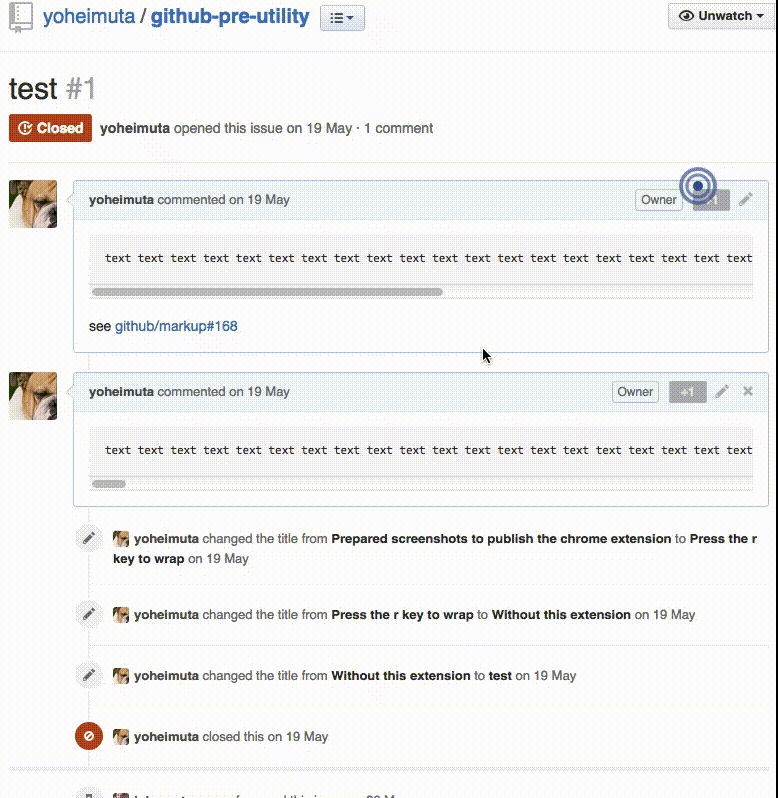 yoheimuta / github-pre-utility
Unwatch
test #1
Closed yoheimuta opened this issue on 19 May · 1 comment
yoheimuta commented on 19 May Owner
text text text text text text text text text text text text text text text text text text text text
see github/markup#168
yoheimuta commented on 19 May Owner +1
text text text text text text text text text text text text text text text text text text text text
yoheimuta changed the title from Prepared screenshots to publish the chrome extension to Press the r
key to wrap on 19 May
yoheimuta changed the title from Press the r key to wrap to Without this extension on 19 May
yoheimuta changed the title from Without this extension to test on 19 May
yoheimuta closed this on 19 May